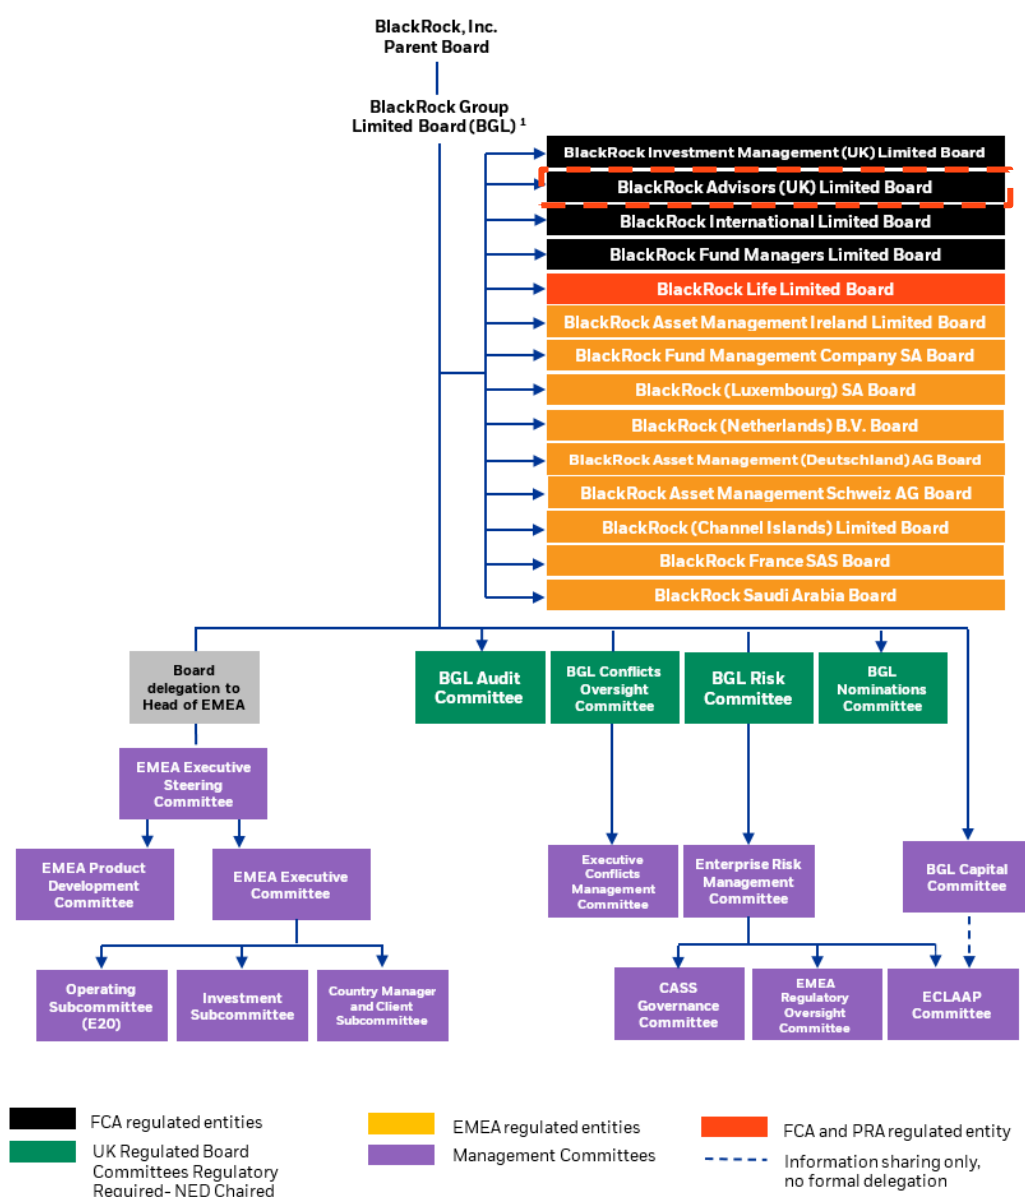 BlackRock, Inc.
Parent Board
BlackRock Group
Limited Board (BGL) 1
BlackRock Investment Management (UK) Limited Board
BlackRock Advisors (UK) Limited Board
BlackRock International Limited Board
BlackRock Fund Managers Limited Board
BlackRock Life Limited Board
BlackRock Asset Management Ireland Limited Board
BlackRock Fund Management Company SA Board
BlackRock (Luxembourg) SA Board
BlackRock (Netherlands) B.V. Board
BlackRock Asset Management (Deutschland) AG Board
BlackRock Asset Management Schweiz AG Board
BlackRock (Channel Islands) Limited Board
BlackRock France SAS Board
BlackRock Saudi Arabia Board
Board
delegation to
Head of EMEA
BGL Audit
Committee
BGL Conflicts
Oversight
Committee
BGL Risk
Committee
BGL
Nominations
Committee
EMEA Executive
Steering
Committee
EMEA Product
Development
Committee
EMEA Executive
Committee
Executive
Conflicts
Management
Committee
Enterprise Risk
Management
Committee
BGL Capital
Committee
Operating
Subcommittee
(E20)
Investment
Subcommittee
Country Manager
and Client
Subcommittee
CASS
Governance
Committee
EMEA
Regulatory
Oversight
Committee
ECLAAP
Committee
FCA regulated entities
UK Regulated Board
Committees Regulatory
Required- NED Chaired
EMEA regulated entities
Management Committees
FCA and PRA regulated entity
Information sharing only,
no formal delegation